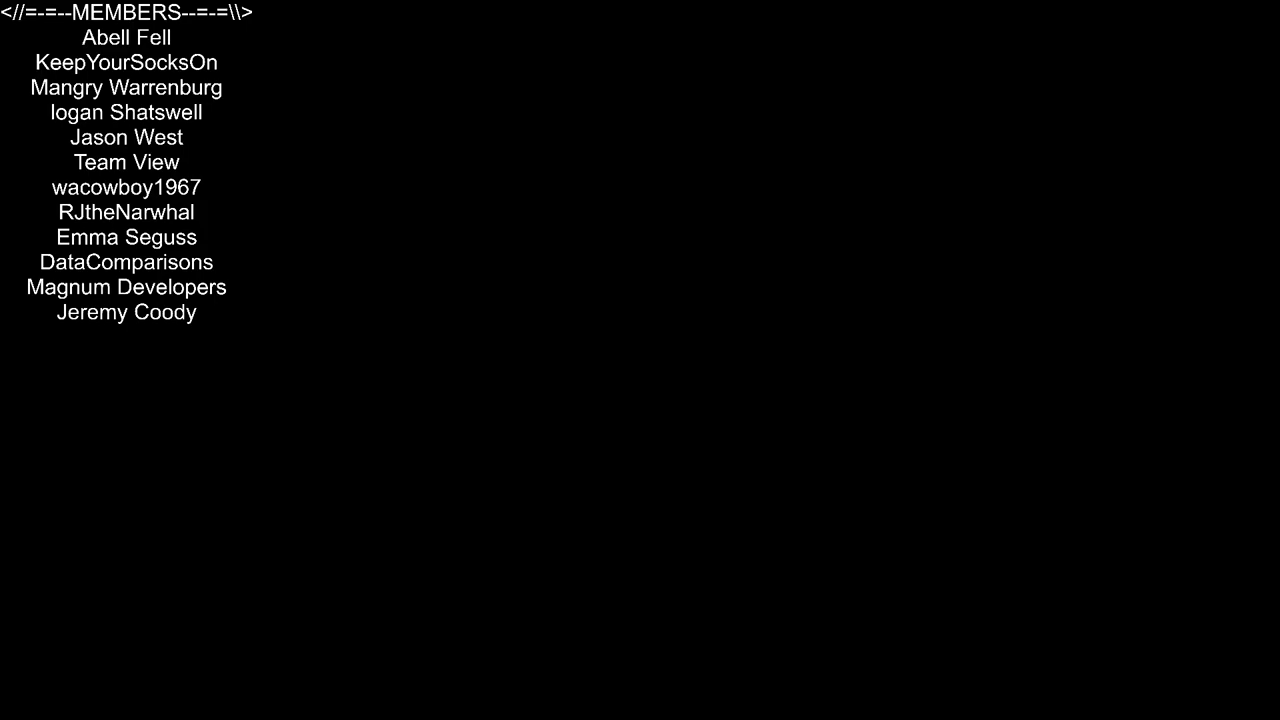 <//=-=--MEMBERS--=-=\\>
Abell Fell
KeepYourSocksOn
Mangry Warrenburg
logan Shatswell
Jason West
Team View
wacowboy1967
RJtheNarwhal
Emma Seguss
DataComparisons
Magnum Developers
Jeremy Coody